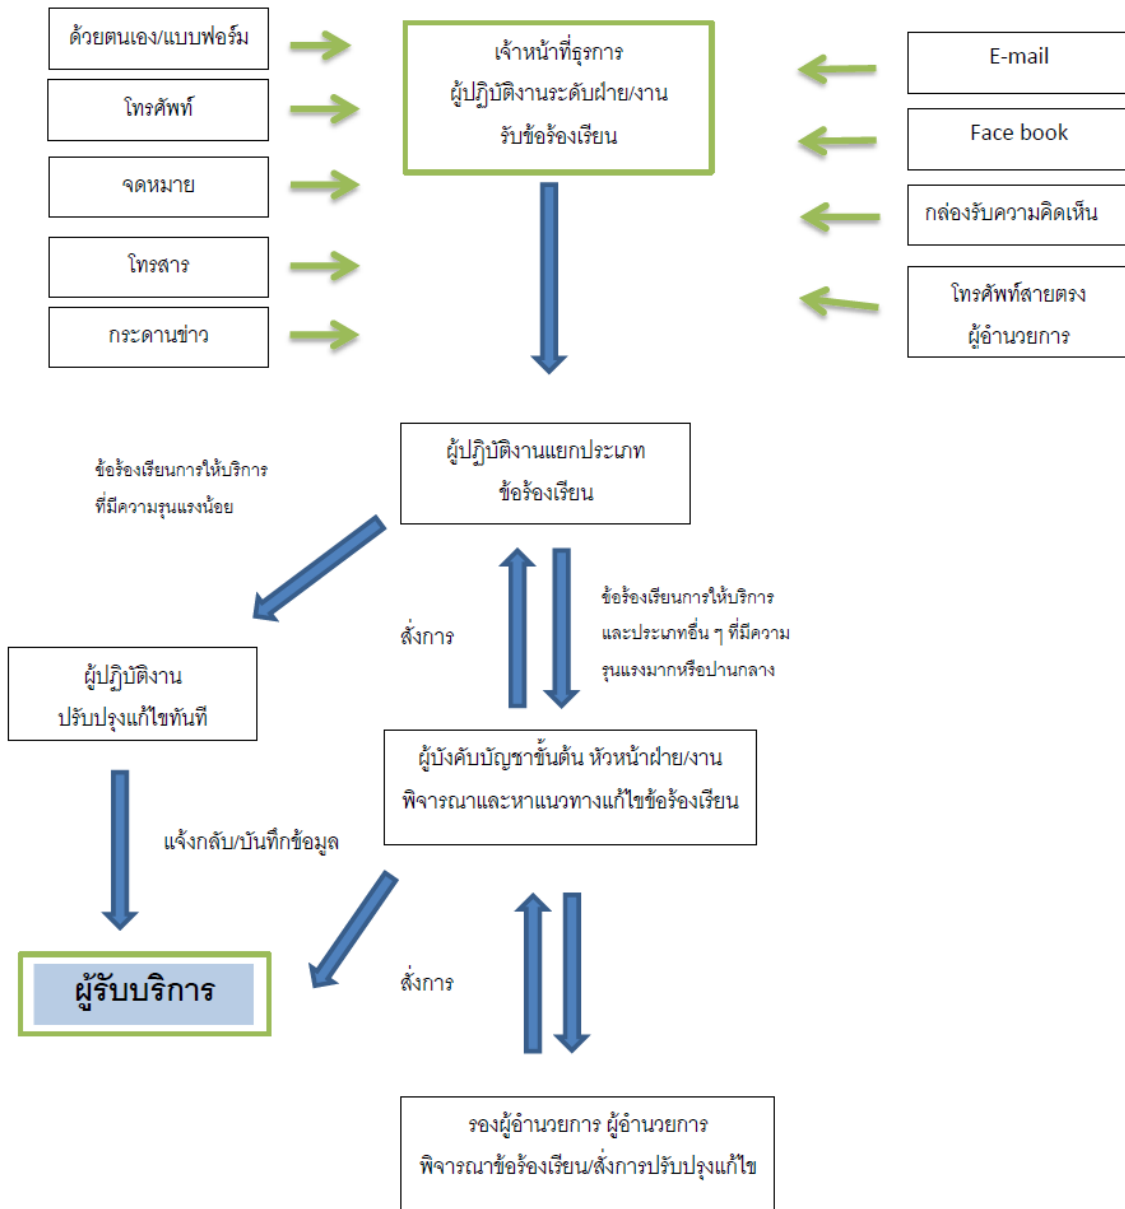 ด้วยตนเอง/แบบฟอร์ม
โทรศัพท์
จดหมาย
โทรสาร
กระดานข่าว
เจ้าหน้าที่ธุรการ
ผู้ปฏิบัติงานระดับฝ่าย/งาน
รับข้อร้องเรียน
E-mail
Face book
กล่องรับความคิดเห็น
โทรศัพท์สายตรง
ผู้อำนวยการ
ผู้ปฏิบัติงานแยกประเภท
ข้อร้องเรียน
ข้อร้องเรียนการให้บริการ
ที่มีความรุนแรงน้อย
สั่งการ
ข้อร้องเรียนการให้บริการ
และประเภทอื่น ๆ ที่มีความ
รุนแรงมากหรือปานกลาง
ผู้ปฏิบัติงาน
ปรับปรุงแก้ไขทันที
ผู้บังคับบัญชาขั้นต้น หัวหน้าฝ่าย/งาน
พิจารณาและหาแนวทางแก้ไขข้อร้องเรียน
แจ้งกลับ/บันทึกข้อมูล
ผู้รับบริการ
สั่งการ
รองผู้อำนวยการ ผู้อำนวยการ
พิจารณาข้อร้องเรียน/สั่งการปรับปรุงแก้ไข